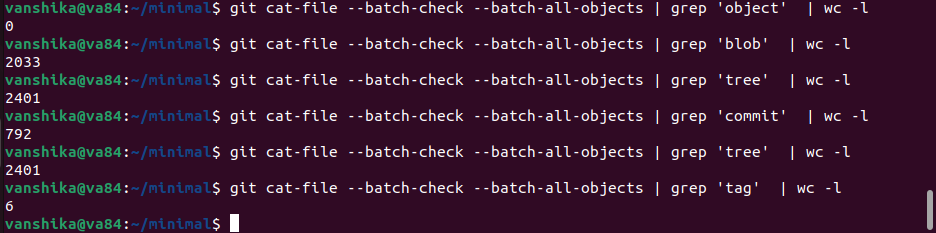 vanshika@va84:~/minimal$ git cat-file --batch-check --batch-all-objects | grep 'object'  | wc -l
0
vanshika@va84:~/minimal$ git cat-file --batch-check --batch-all-objects | grep 'blob'  | wc -l
2033
vanshika@va84:~/minimal$ git cat-file --batch-check --batch-all-objects | grep 'tree'  | wc -l
2401
vanshika@va84:~/minimal$ git cat-file --batch-check --batch-all-objects | grep 'commit'  | wc -l
792
vanshika@va84:~/minimal$ git cat-file --batch-check --batch-all-objects | grep 'tree'  | wc -l
2401
vanshika@va84:~/minimal$ git cat-file --batch-check --batch-all-objects | grep 'tag'  | wc -l
6
vanshika@va84:~/minimal$